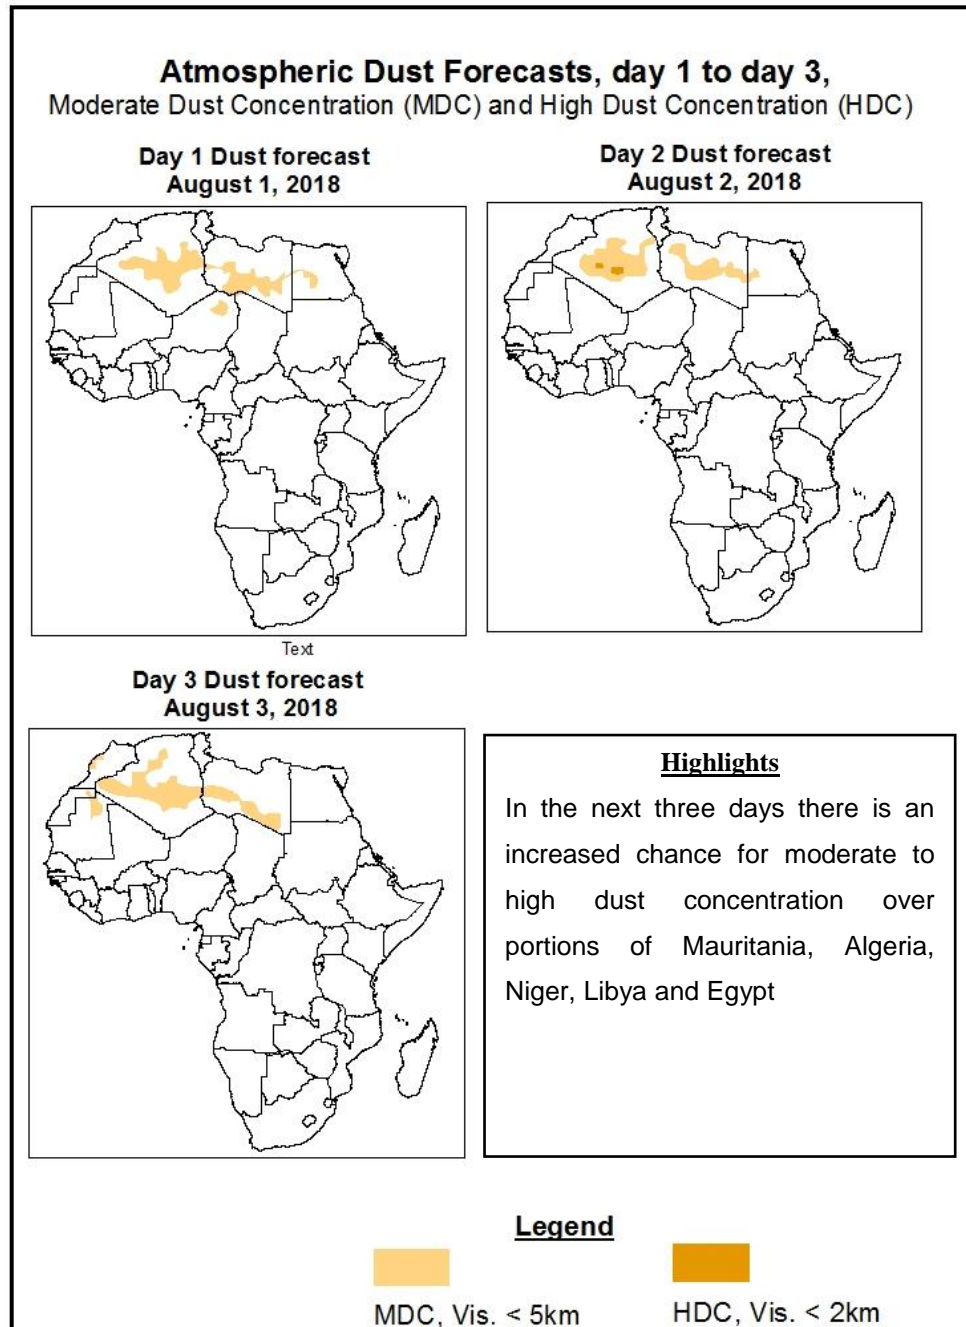 Atmospheric Dust Forecasts, day 1 to day 3,
Moderate Dust Concentration (MDC) and High Dust Concentration (HDC)
Day 1 Dust forecast
August 1, 2018
Day 2 Dust forecast
August 2, 2018
Text
Day 3 Dust forecast
August 3, 2018
Highlights
In the next three days there is an
increased chance for moderate to
high dust concentration over
portions of Mauritania, Algeria,
Niger, Libya and Egypt
Legend
MDC, Vis. < 5km
HDC, Vis. < 2km